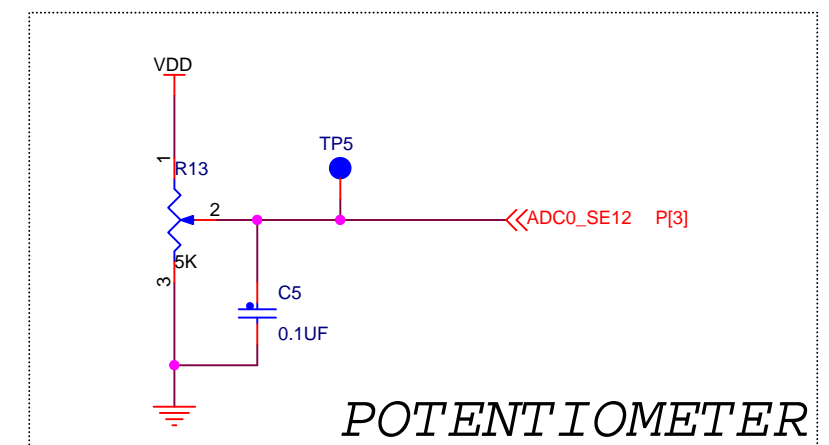 VDD
TP5
1
R13
2
ADC0_SE12 P[3]
5K
3
C5
0.1UF
POTENTIOMETER